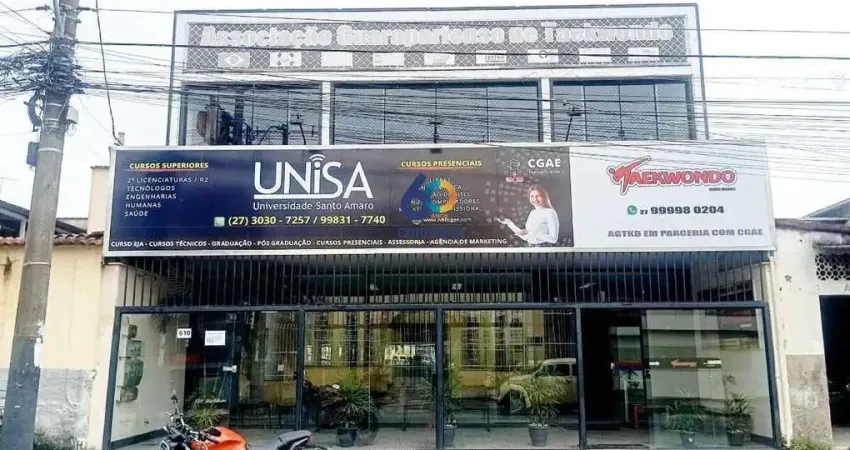 Associação Guarapariense de Taekwondo
CURSOS SUPERIORES
2ª LICENCIATURAS / R2
TECNÓLOGOS
ENGENHARIAS
HUMANAS
SAÚDE
UNISA
Universidade Santo Amaro
(27) 3030 - 7257 / 99831 - 7740
CURSOS PRESENCIAIS
CGAE
CURSO EJA - CURSOS TÉCNICOS - GRADUAÇÃO - PÓS GRADUAÇÃO - CURSOS PRESENCIAIS - ASSESSORIA - AGÊNCIA DE MARKETING
TAEKWONDO
27 99998 0204
AGTKD EM PARCERIA COM CGAE
610
TAEKWONDO